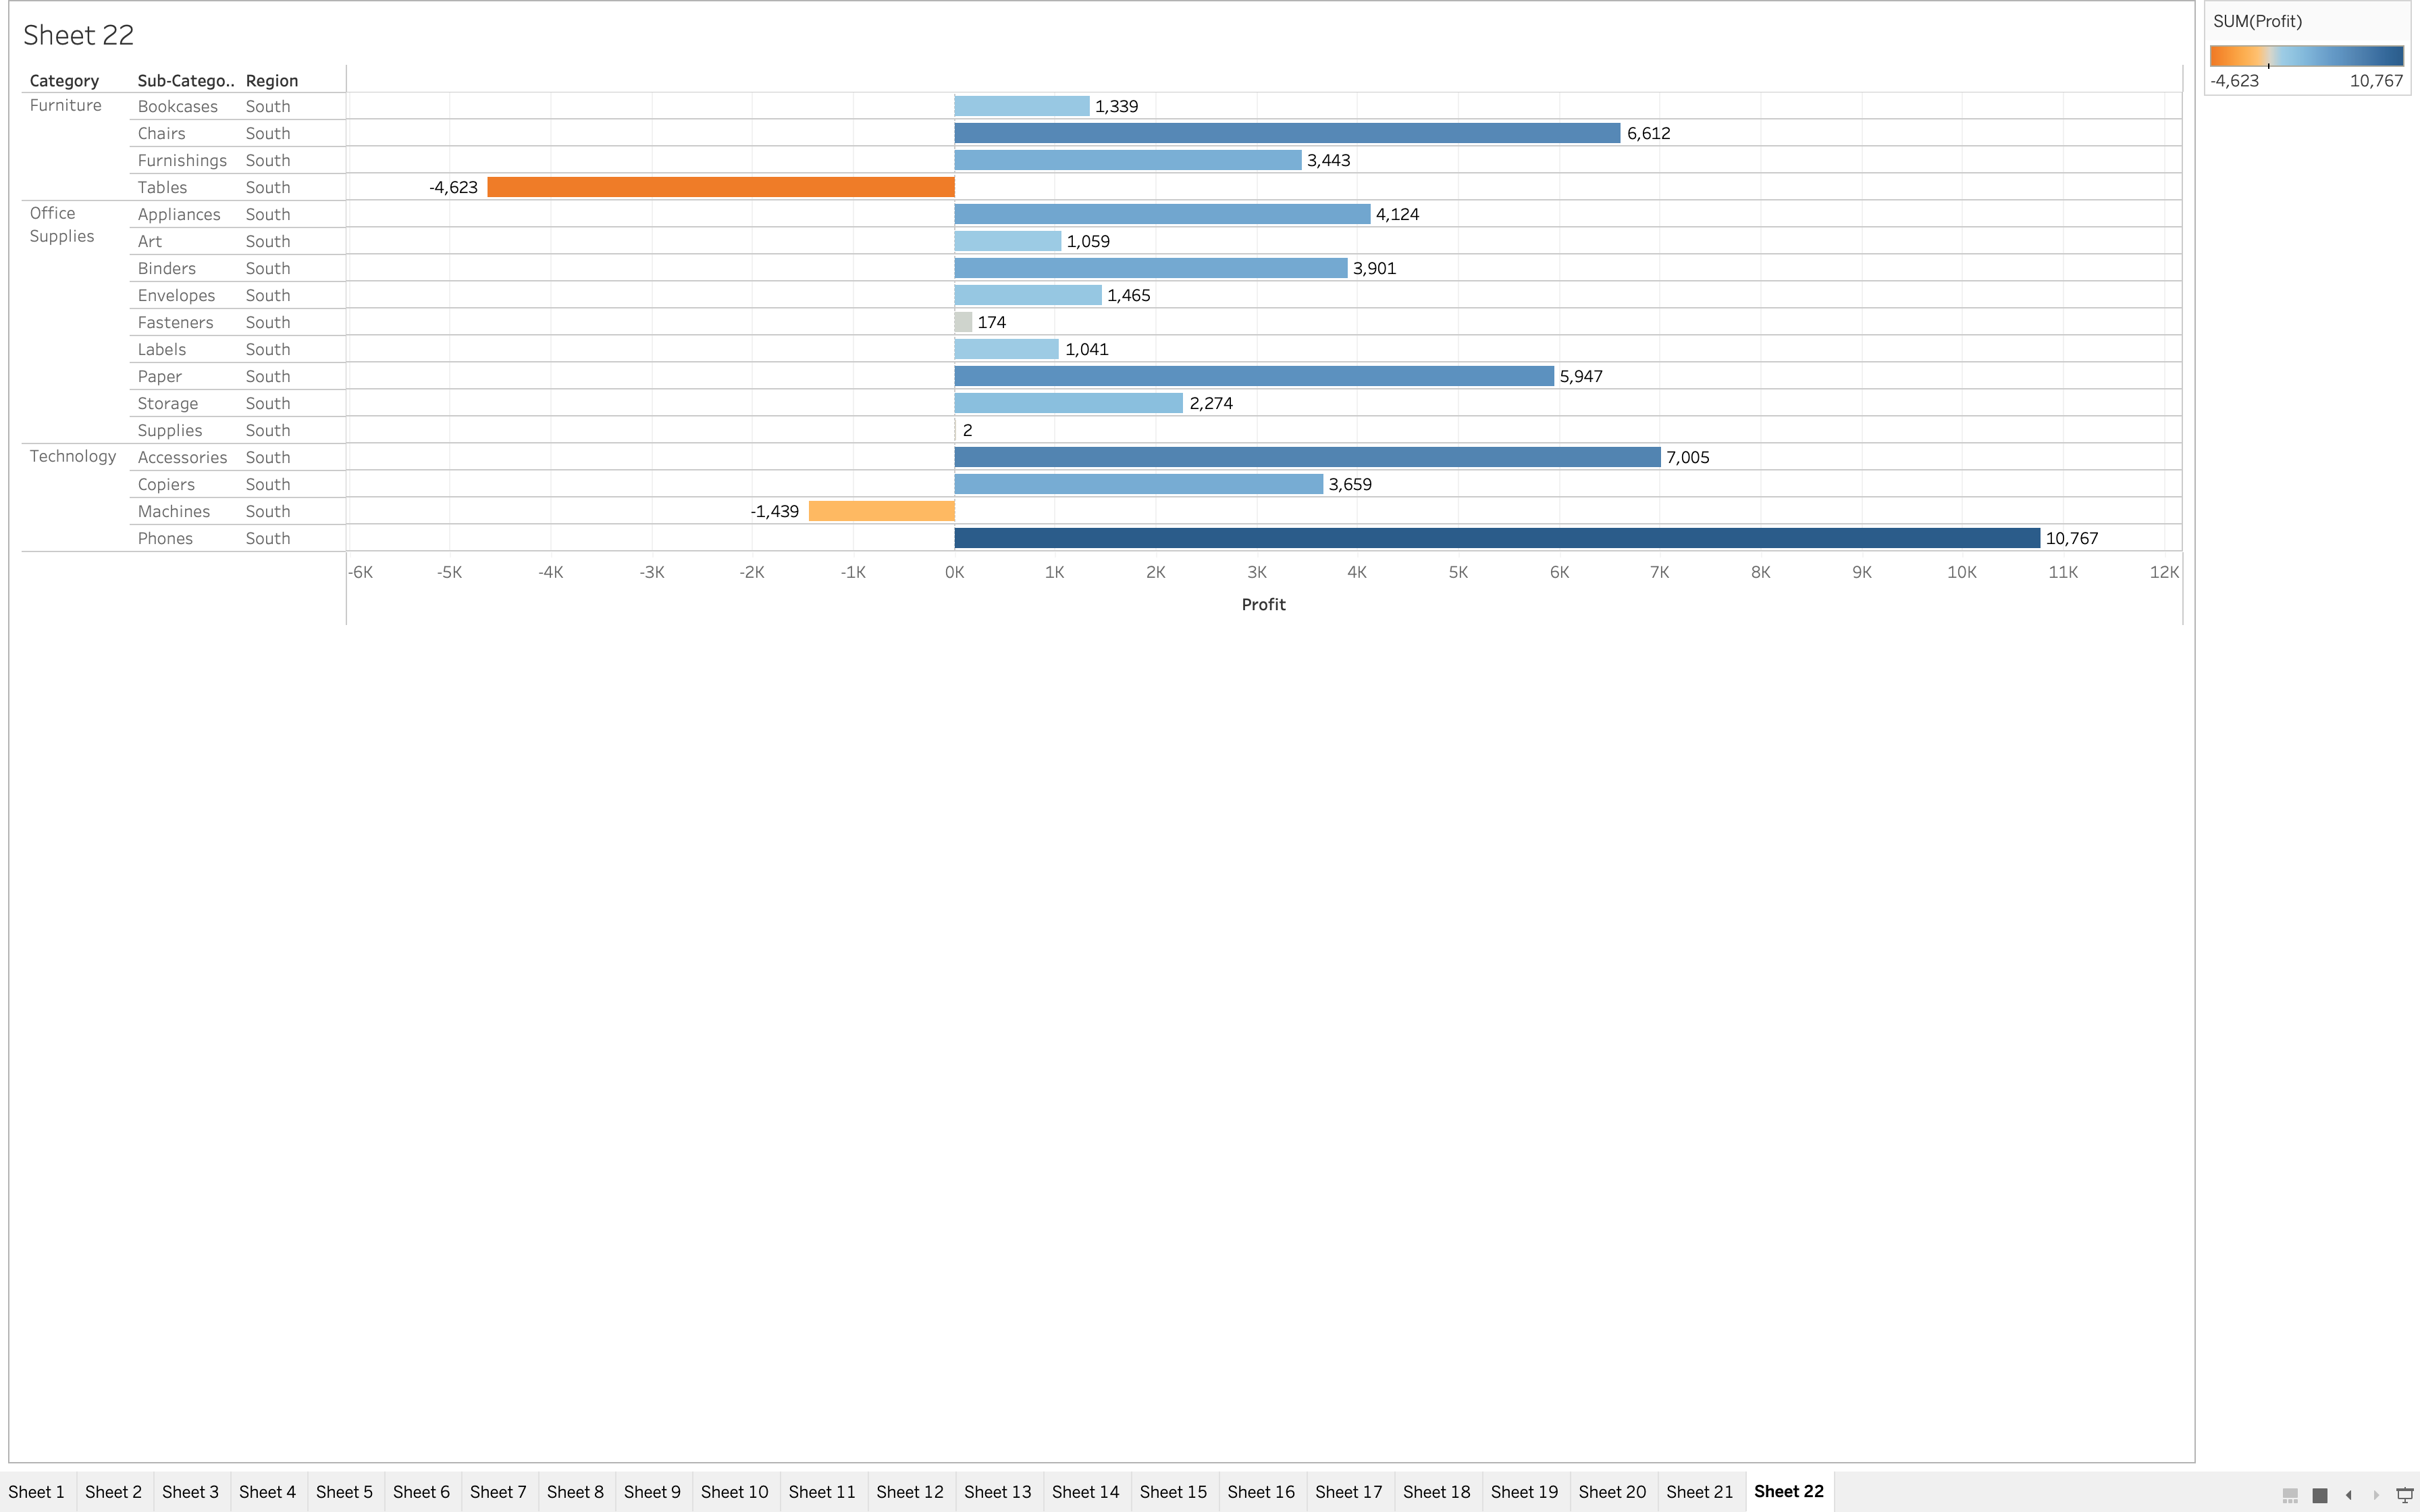 Sheet 22
SUM(Profit)
-4,623 10,767
Category Sub-Catego.. Region
Furniture Bookcases South 1,339
Chairs South 6,612
Furnishings South 3,443
Tables South -4,623
Office Supplies Appliances South 4,124
Art South 1,059
Binders South 3,901
Envelopes South 1,465
Fasteners South 174
Labels South 1,041
Paper South 5,947
Storage South 2,274
Supplies South 2
Technology Accessories South 7,005
Copiers South 3,659
Machines South -1,439
Phones South 10,767
-6K -5K -4K -3K -2K -1K 0K 1K 2K 3K 4K 5K 6K 7K 8K 9K 10K 11K 12K
Profit
Sheet 1 Sheet 2 Sheet 3 Sheet 4 Sheet 5 Sheet 6 Sheet 7 Sheet 8 Sheet 9 Sheet 10 Sheet 11 Sheet 12 Sheet 13 Sheet 14 Sheet 15 Sheet 16 Sheet 17 Sheet 18 Sheet 19 Sheet 20 Sheet 21 Sheet 22